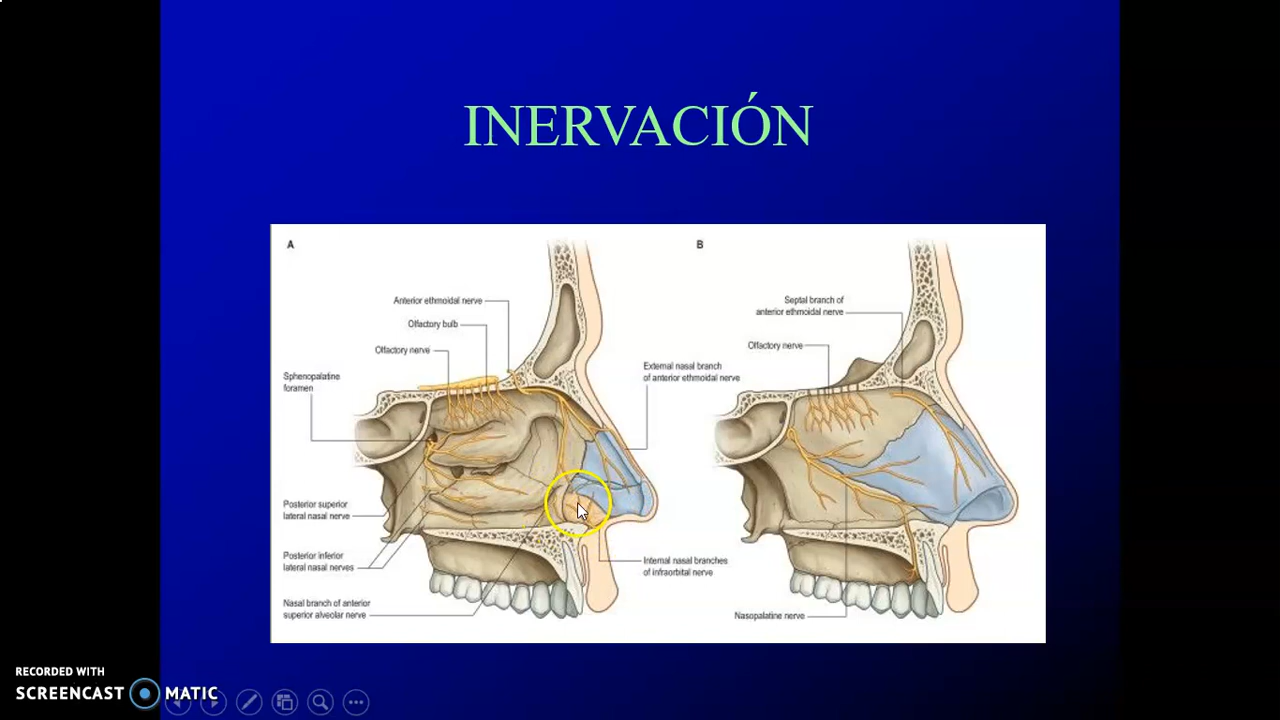 INERVACIÓN
A
Anterior ethmoidal nerve
Olfactory bulb
Olfactory nerve
Sphenopalatine
foramen
External nasal branch
of anterior ethmoidal nerve
Posterior superior
lateral nasal nerve
Posterior inferior
lateral nasal nerves
Nasal branch of anterior
superior alveolar nerve
Internal nasal branches
of infraorbital nerve
B
Septal branch of
anterior ethmoidal nerve
Olfactory nerve
Nasopalatine nerve
RECORDED WITH
SCREENCAST MATIC